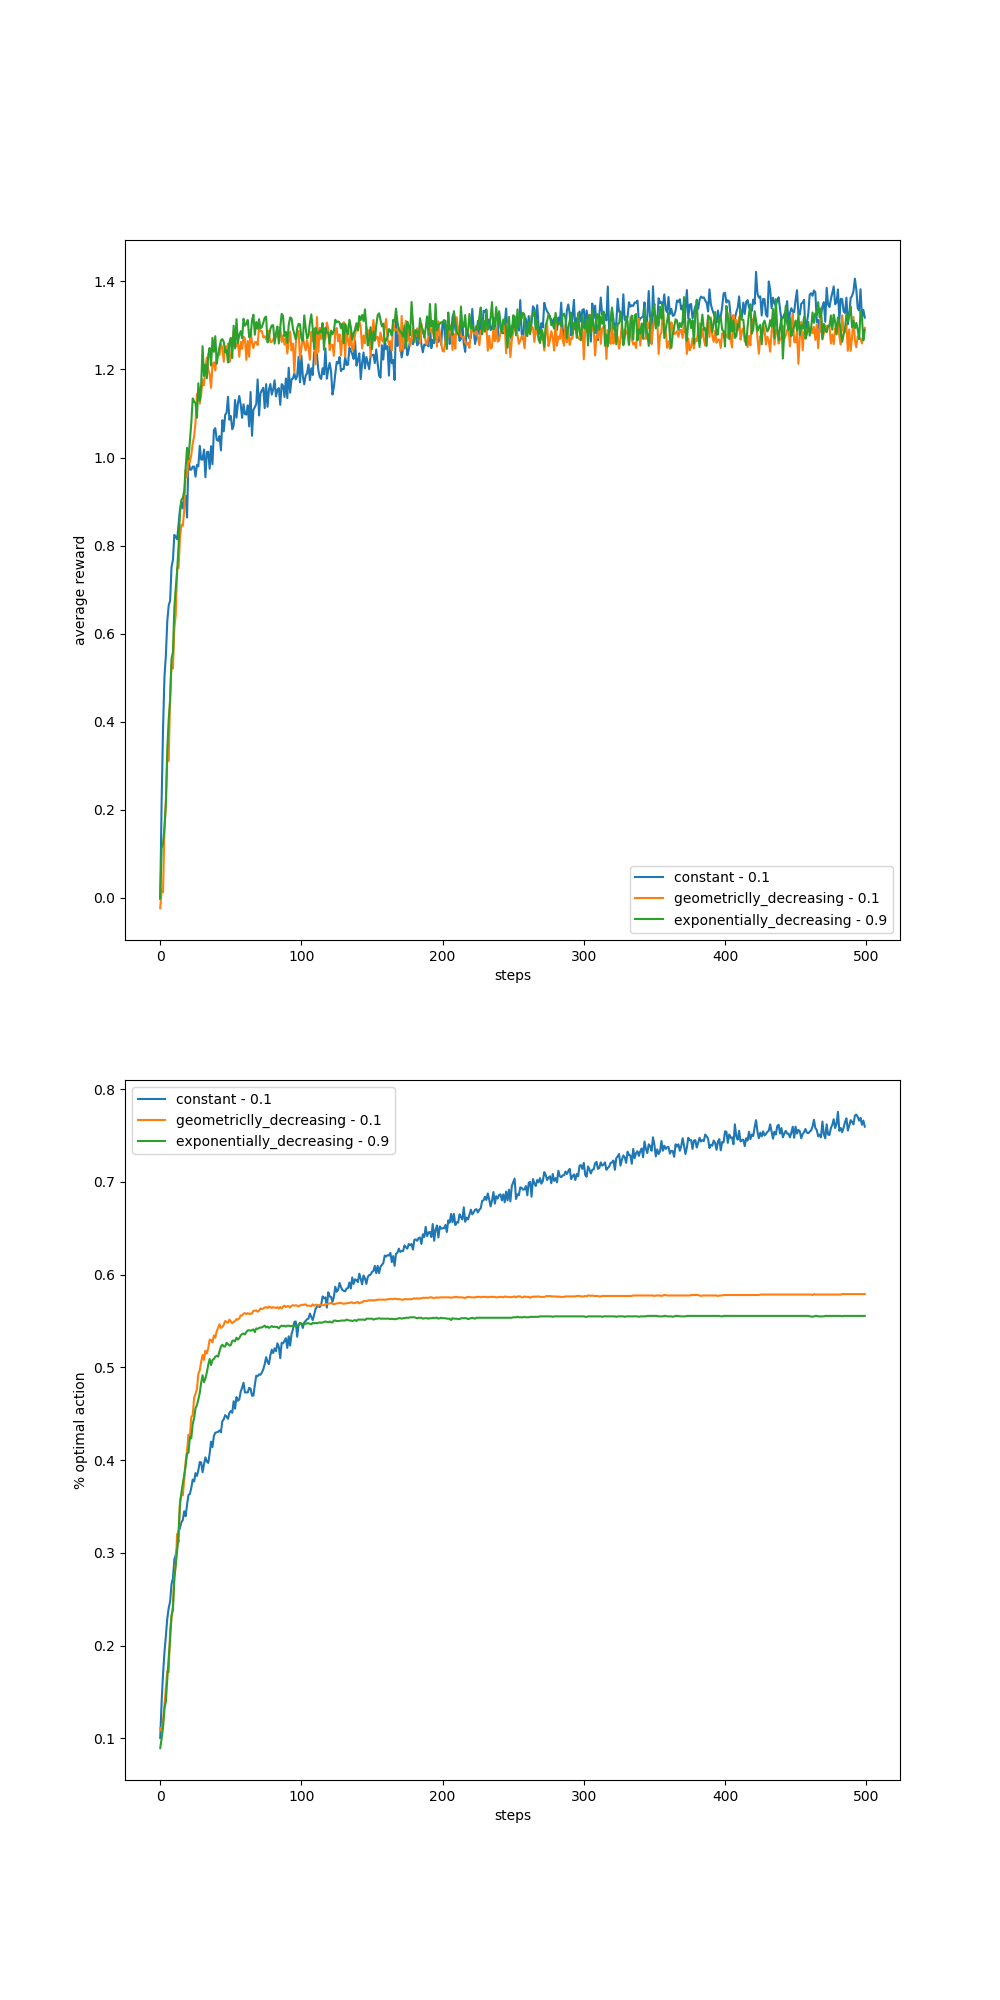 1.4
1.2
1.0
0.8
0.6
0.4
0.2
0.0
average reward
constant - 0.1
geometriclly_decreasing - 0.1
exponentially_decreasing - 0.9
0 100 200 300 400 500
steps
0.8
0.7
0.6
0.5
0.4
0.3
0.2
0.1
% optimal action
constant - 0.1
geometriclly_decreasing - 0.1
exponentially_decreasing - 0.9
0 100 200 300 400 500
steps